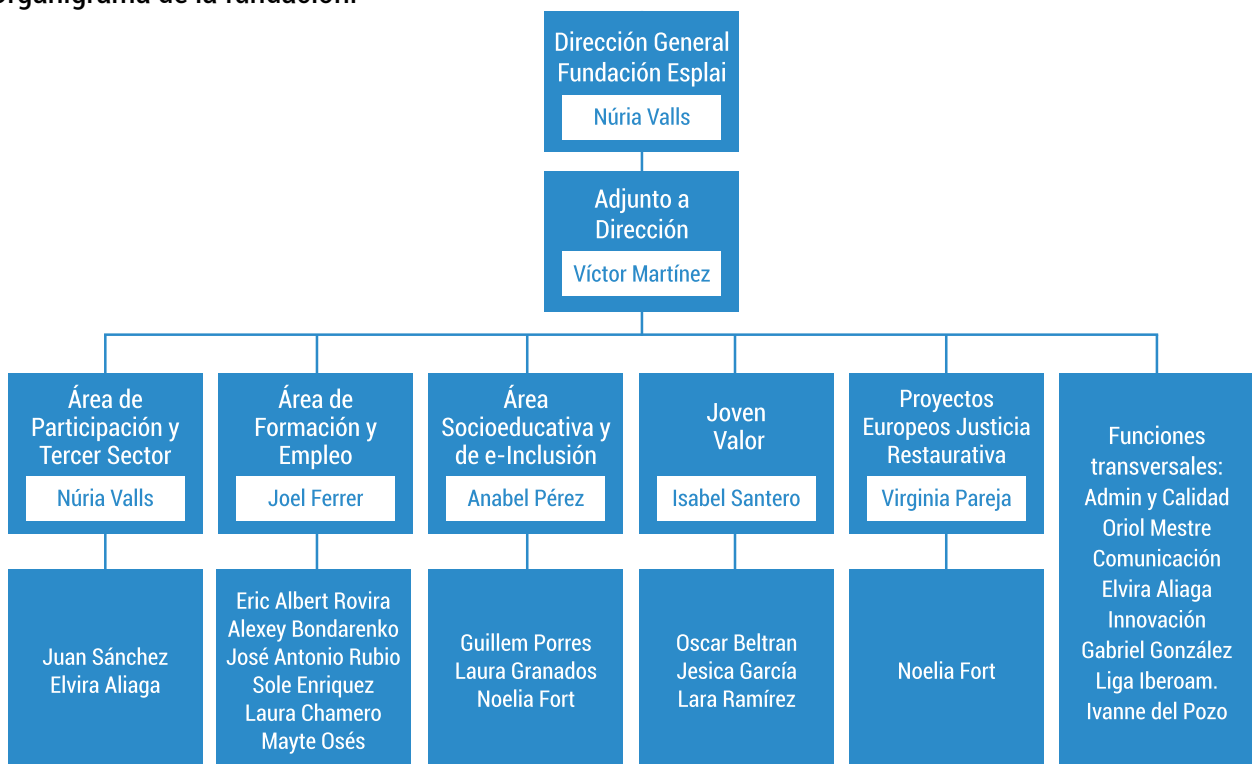 Organigrama de la fundación:
Dirección General
Fundación Esplai
Núria Valls
Adjunto a
Dirección
Víctor Martínez
Área de
Participación y
Tercer Sector
Núria Valls
Área de
Formación y
Empleo
Joel Ferrer
Área
Socioeducativa y
de e-Inclusión
Anabel Pérez
Joven
Valor
Isabel Santero
Proyectos
Europeos Justicia
Restaurativa
Virginia Pareja
Funciones
transversales:
Admin y Calidad
Oriol Mestre
Comunicación
Elvira Aliaga
Innovación
Gabriel González
Liga Iberoam.
Ivanne del Pozo
Juan Sánchez
Elvira Aliaga
Eric Albert Rovira
Alexey Bondarenko
José Antonio Rubio
Sole Enriquez
Laura Chamero
Mayte Osés
Guillem Porres
Laura Granados
Noelia Fort
Oscar Beltran
Jesica García
Lara Ramírez
Noelia Fort